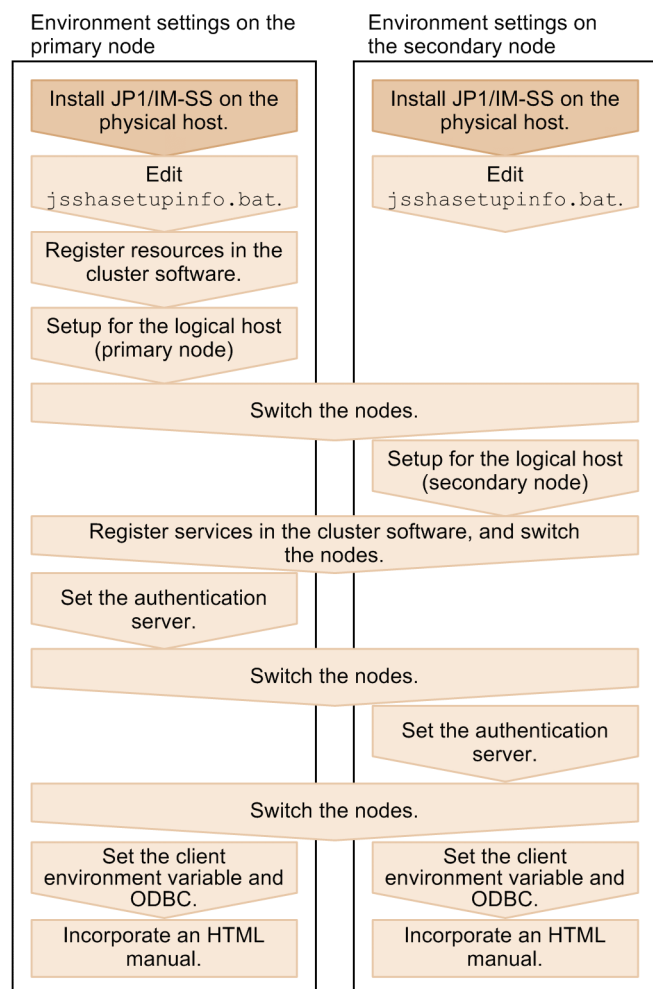 Environment settings on the
primary node
Environment settings on
the secondary node
Install JP1/IM-SS on the
physical host.
Install JP1/IM-SS on the
physical host.
Edit
jsshasetupinfo.bat.
Edit
jsshasetupinfo.bat.
Register resources in the
cluster software.
Setup for the logical host
(primary node)
Switch the nodes.
Setup for the logical host
(secondary node)
Register services in the cluster software, and switch
the nodes.
Set the authentication
server.
Switch the nodes.
Set the authentication
server.
Switch the nodes.
Set the client
environment variable and
ODBC.
Set the client
environment variable and
ODBC.
Incorporate an HTML
manual.
Incorporate an HTML
manual.